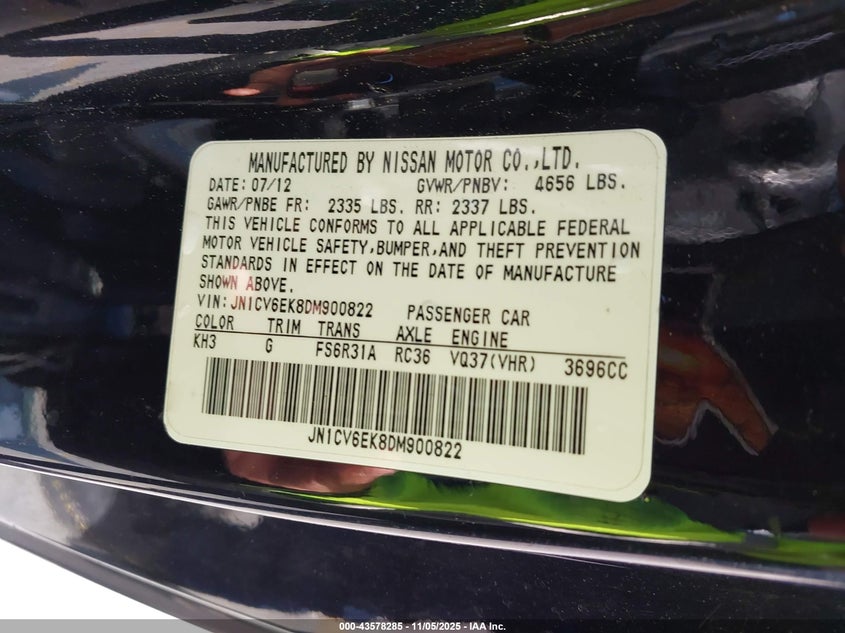 MANUFACTURED BY NISSAN MOTOR CO.,LTD.
DATE: 07/12 GVWR/PNBV: 4656 LBS.
GAWR/PNBE FR: 2335 LBS. RR: 2337 LBS.
THIS VEHICLE CONFORMS TO ALL APPLICABLE FEDERAL
MOTOR VEHICLE SAFETY,BUMPER,AND THEFT PREVENTION
STANDARDS IN EFFECT ON THE DATE OF MANUFACTURE
SHOWN ABOVE.
VIN:JN1CV6EK8DM900822 PASSENGER CAR
COLOR TRIM TRANS AXLE ENGINE
KH3 G FS6R31A RC36 VQ37(VHR) 3696CC
JN1CV6EK8DM900822
000-43578285 - 11/05/2025 - IAA Inc.